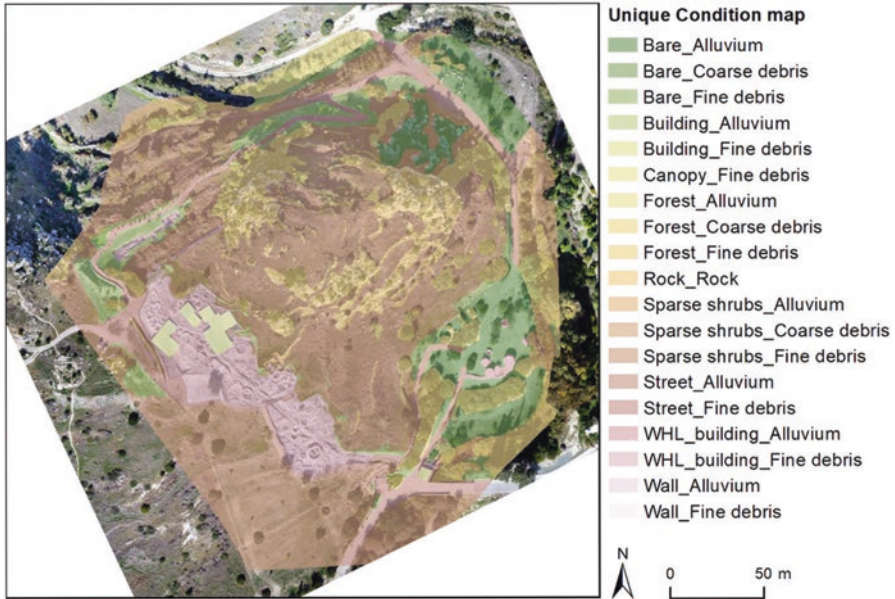 Unique Condition map
Bare_Alluvium
Bare_Coarse debris
Bare_Fine debris
Building_Alluvium
Building_Fine debris
Canopy_Fine debris
Forest_Alluvium
Forest_Coarse debris
Forest_Fine debris
Rock_Rock
Sparse shrubs_Alluvium
Sparse shrubs_Coarse debris
Sparse shrubs_Fine debris
Street_Alluvium
Street_Fine debris
WHL_building_Alluvium
WHL_building_Fine debris
Wall_Alluvium
Wall_Fine debris
N
0 50 m